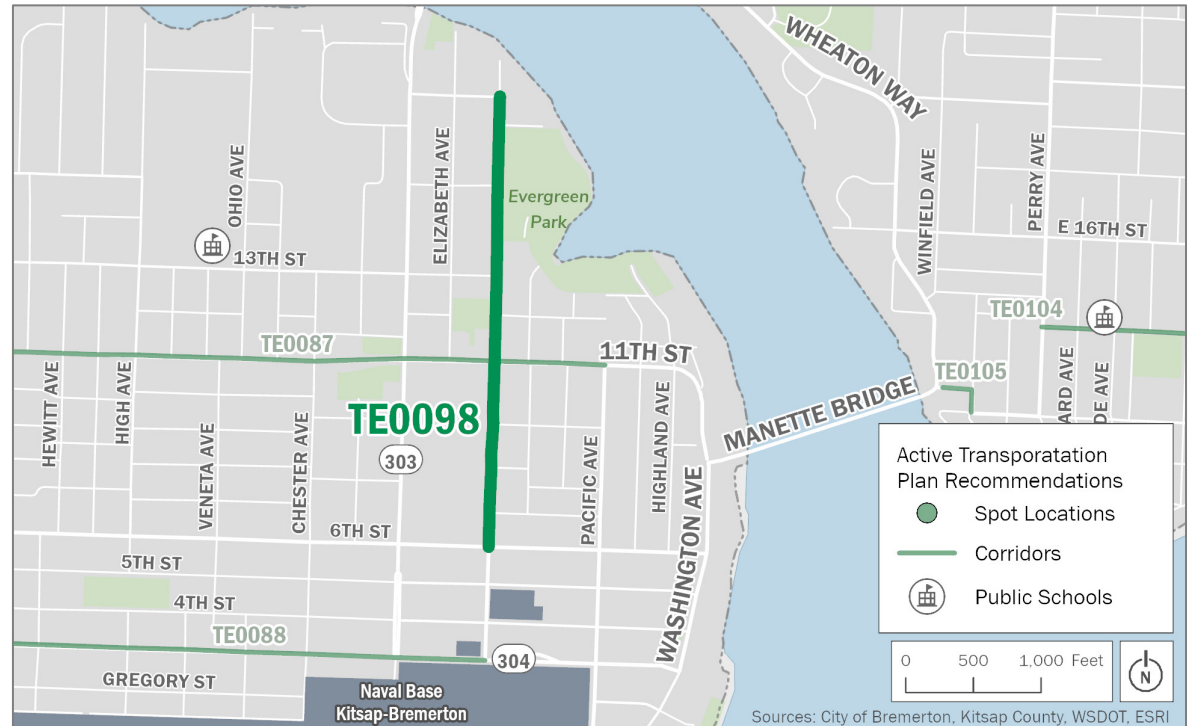 WHEATON WAY
OHIO AVE
ELIZABETH AVE
Evergreen
Park
WINFIELD AVE
PERRY AVE
E 16TH ST
13TH ST
TE0104
TE0087
11TH ST
TE0105
HEWITT AVE
HIGH AVE
VENETA AVE
CHESTER AVE
TE0098
303
PACIFIC AVE
HIGHLAND AVE
MANETTE BRIDGE
ARD AVE
DE AVE
WASHINGTON AVE
6TH ST
5TH ST
4TH ST
TE0088
304
GREGORY ST
Naval Base
Kitsap-Bremerton
Active Transporatation
Plan Recommendations
Spot Locations
Corridors
Public Schools
0 500 1,000 Feet
N
Sources: City of Bremerton, Kitsap County, WSDOT, ESRI